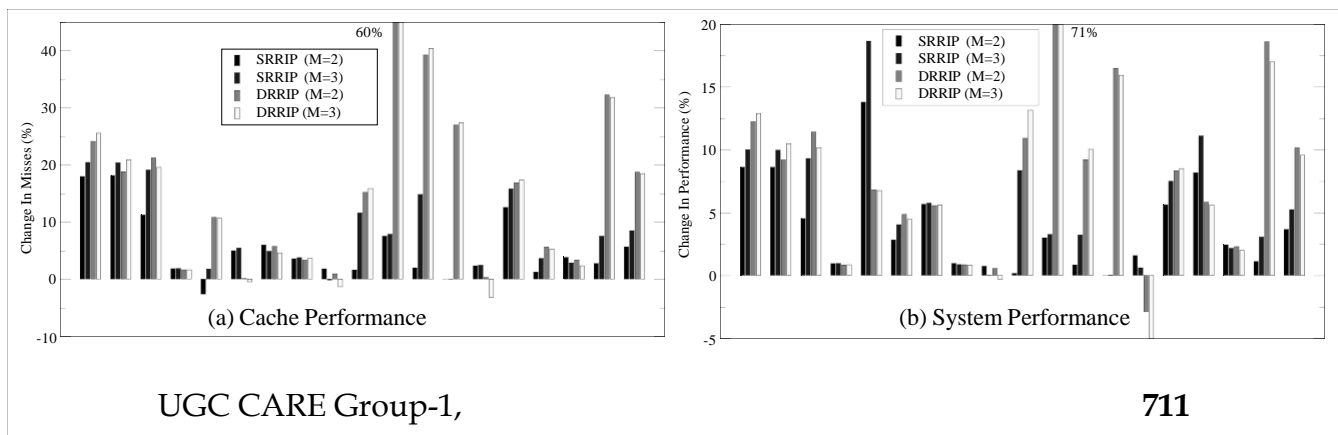 60%
40
30
20
10
0
-10
Change In Misses (%)
SRRIP (M=2)
SRRIP (M=3)
DRRIP (M=2)
DRRIP (M=3)
(a) Cache Performance
71%
20
15
10
5
0
-5
Change In Performance (%)
SRRIP (M=2)
SRRIP (M=3)
DRRIP (M=2)
DRRIP (M=3)
(b) System Performance
UGC CARE Group-1,
711